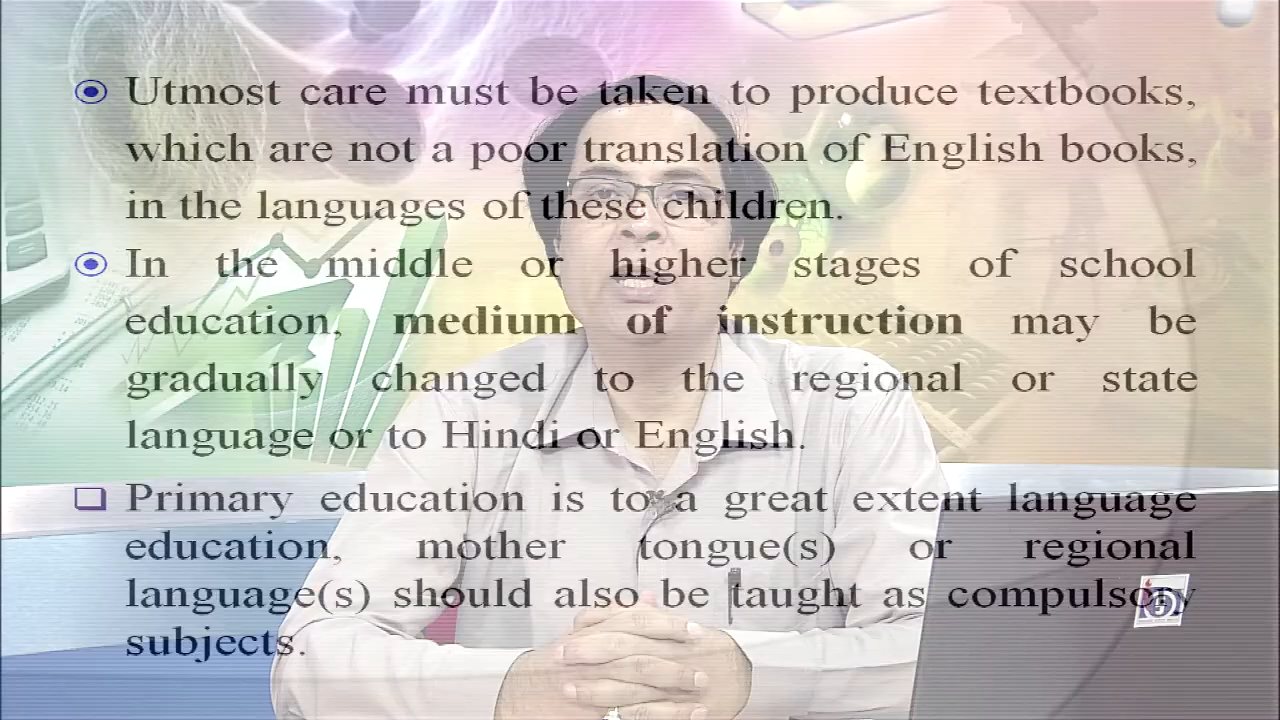 Utmost care must be taken to produce textbooks,
which are not a poor translation of English books,
in the languages of these children.
In the middle or higher stages of school
education, medium of instruction may be
gradually changed to the regional or state
language or to Hindi or English.
Primary education is to a great extent language
education, mother tongue(s) or regional
language(s) should also be taught as compulsory
subjects.